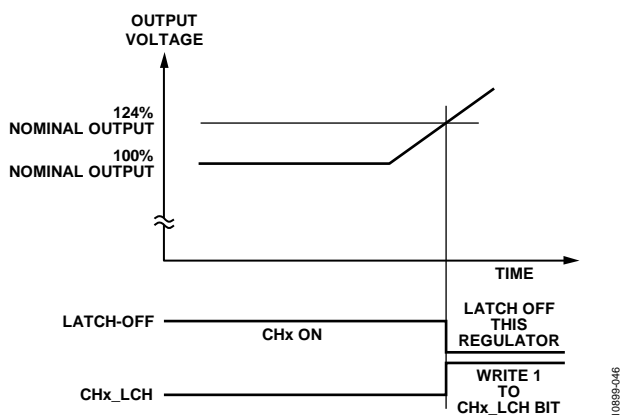 OUTPUT
VOLTAGE
124%
NOMINAL OUTPUT
100%
NOMINAL OUTPUT
TIME
LATCH-OFF
CHx ON
LATCH OFF
THIS
REGULATOR
CHx_LCH
WRITE 1
TO
CHx_LCH BIT
10899-046